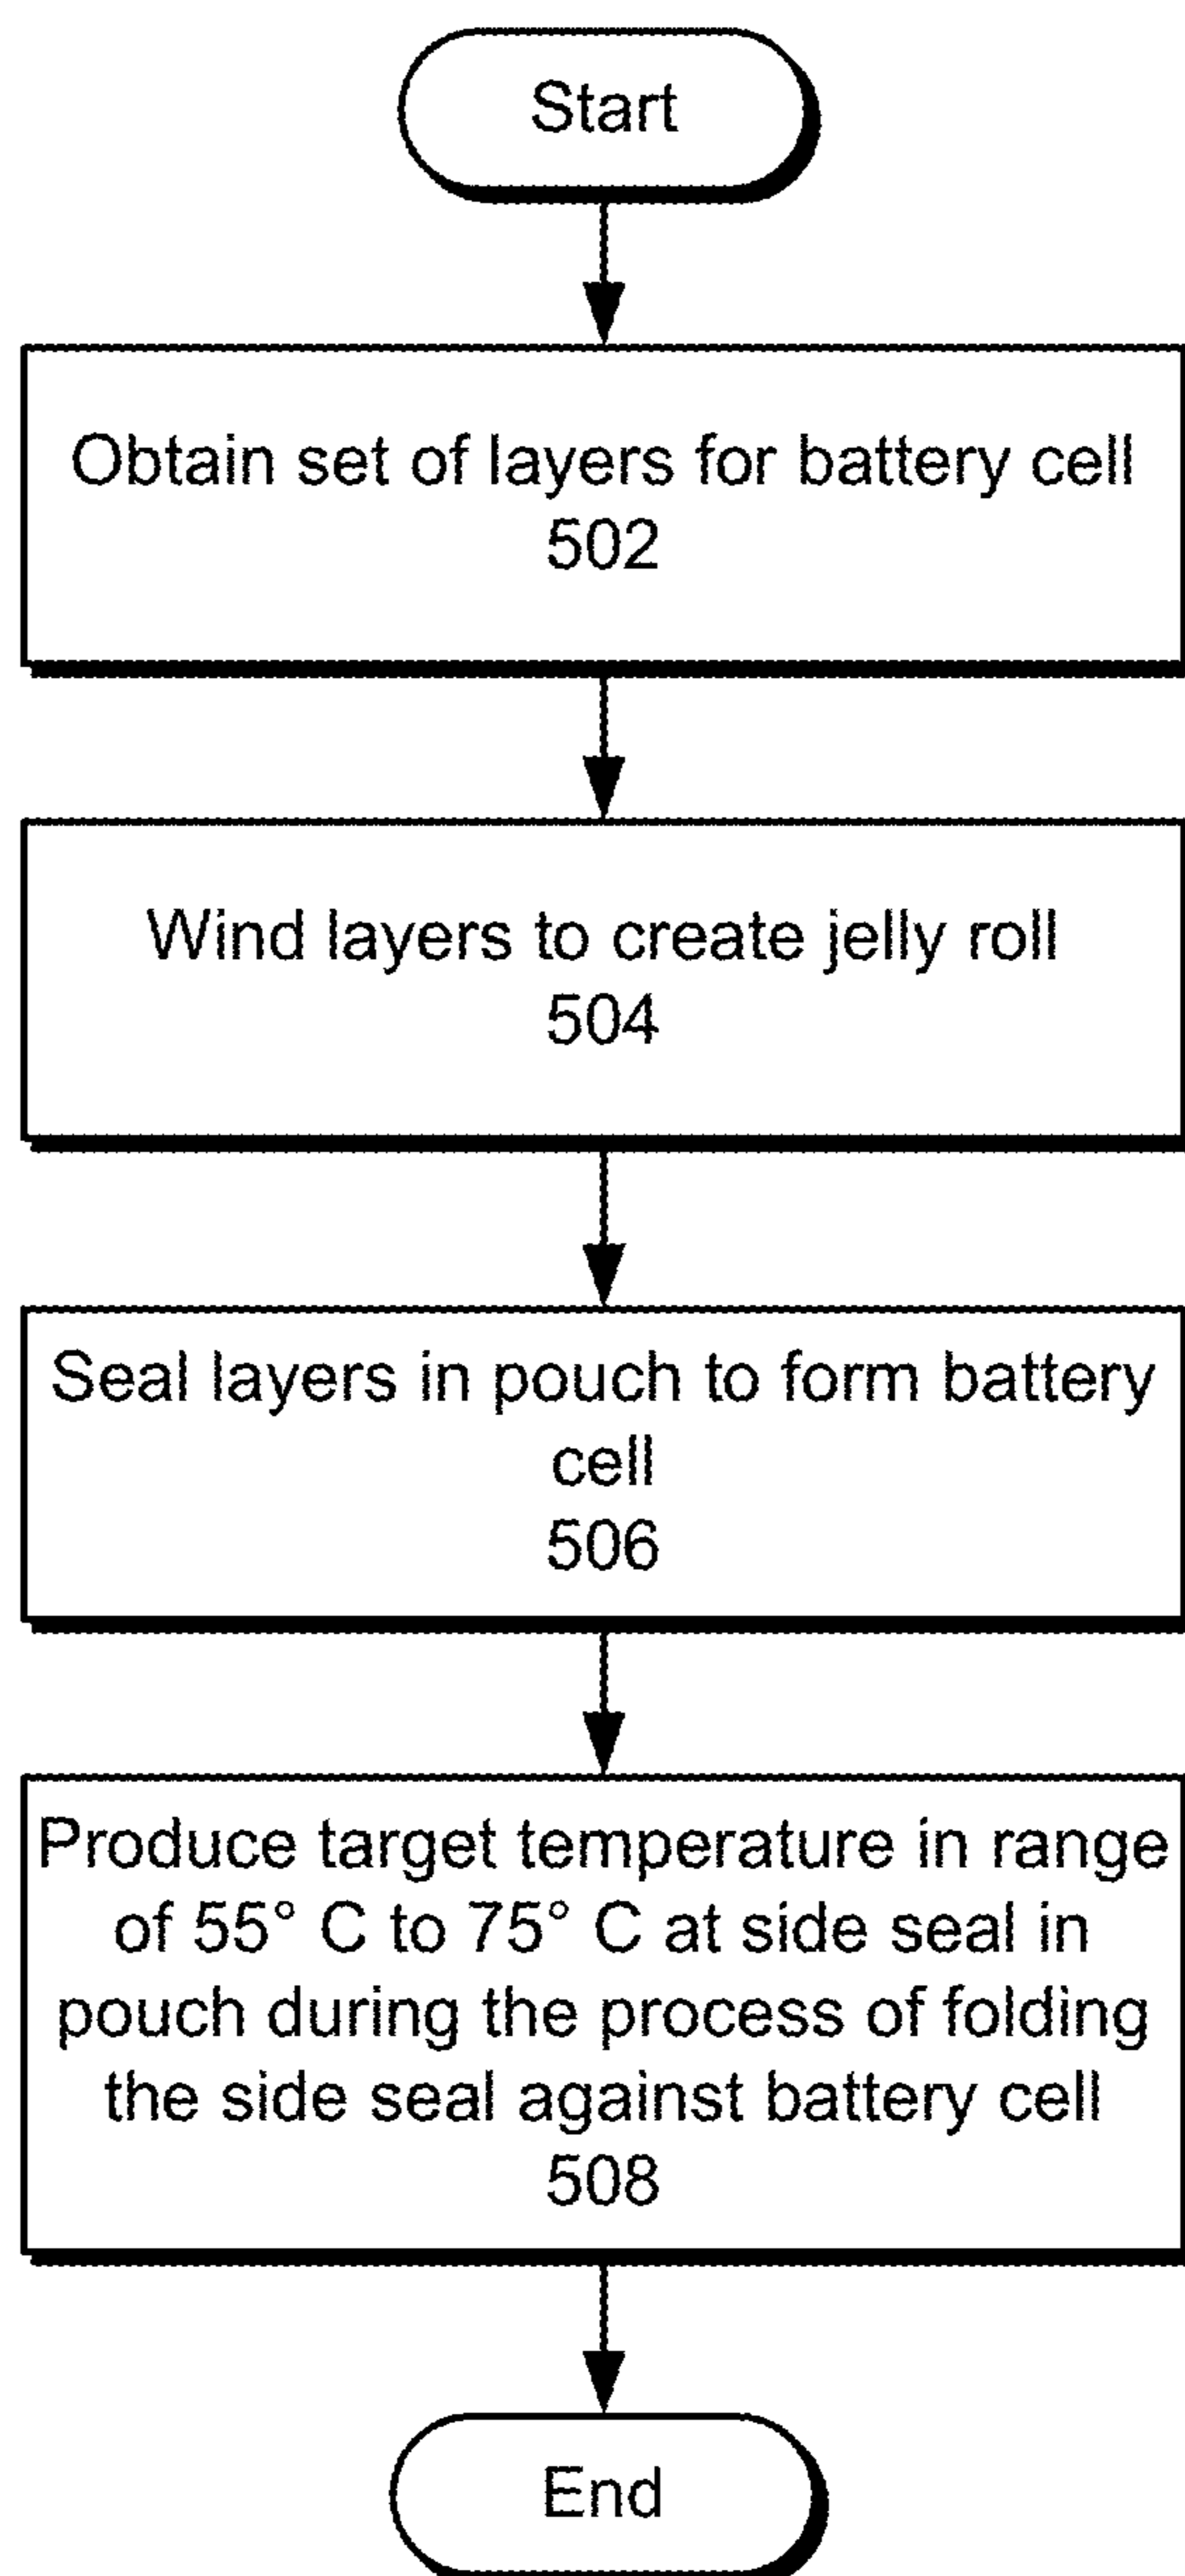 Start
Obtain set of layers for battery cell
502
Wind layers to create jelly roll
504
Seal layers in pouch to form battery
cell
506
Produce target temperature in range
of 55° C to 75° C at side seal in
pouch during the process of folding
the side seal against battery cell
508
End